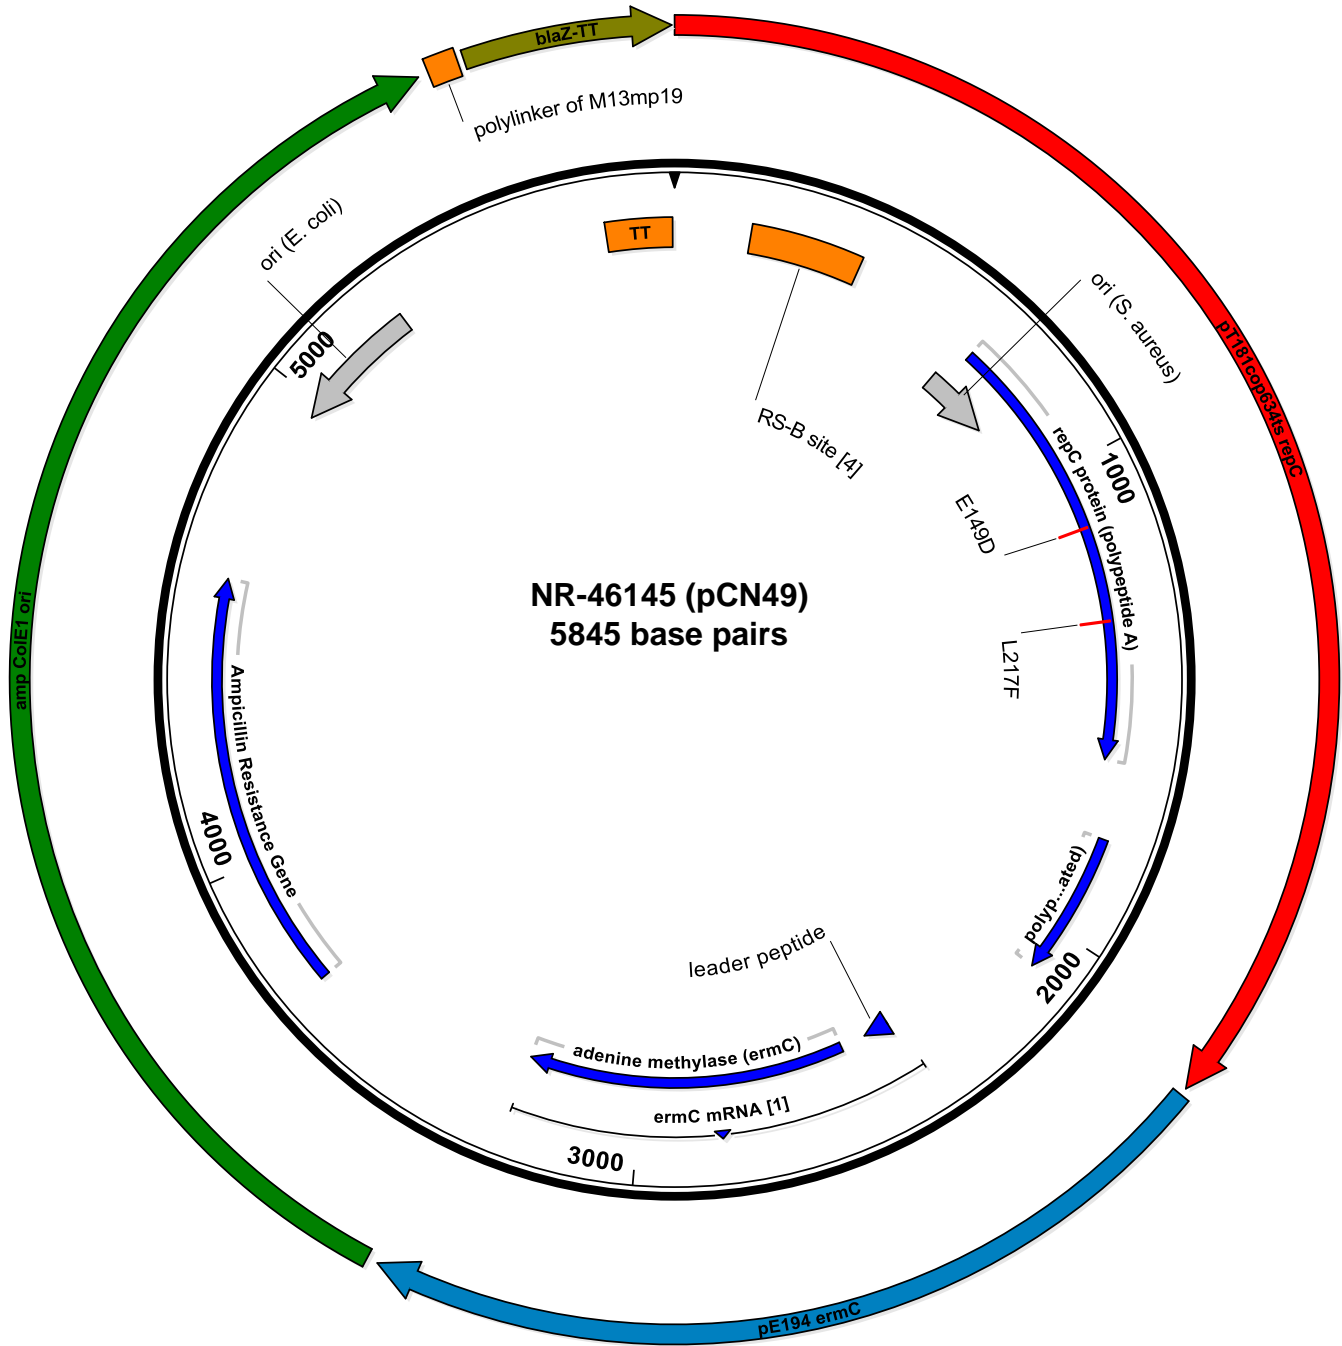 blaZ-TT
polylinker of M13mp19
ori (E. coli)
TT
5000
ori (S. aureus)
pT181cop634ts repC
RS-B site [4]
repC protein (polypeptide A)
1000
E149D
NR-46145 (pCN49)
5845 base pairs
L217F
amp ColE1 ori
Ampicillin Resistance Gene
4000
polyp...ated)
2000
leader peptide
adenine methylase (ermC)
ermC mRNA [1]
3000
pE194 ermC